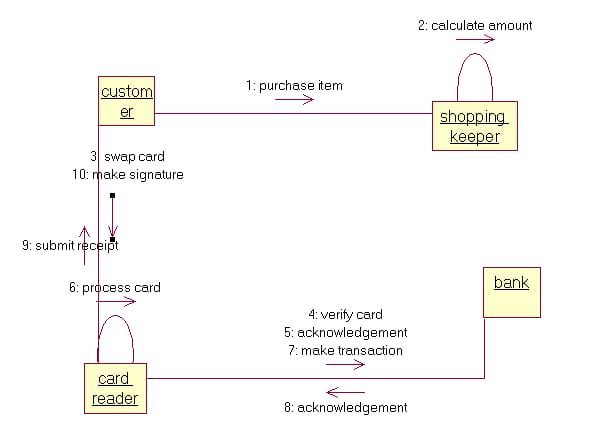 2: calculate amount
1: purchase item
custom
er
shopping
keeper
3: swap card
10: make signature
9: submit receipt
6: process card
bank
4: verify card
5: acknowledgement
7: make transaction
card
reader
8: acknowledgement